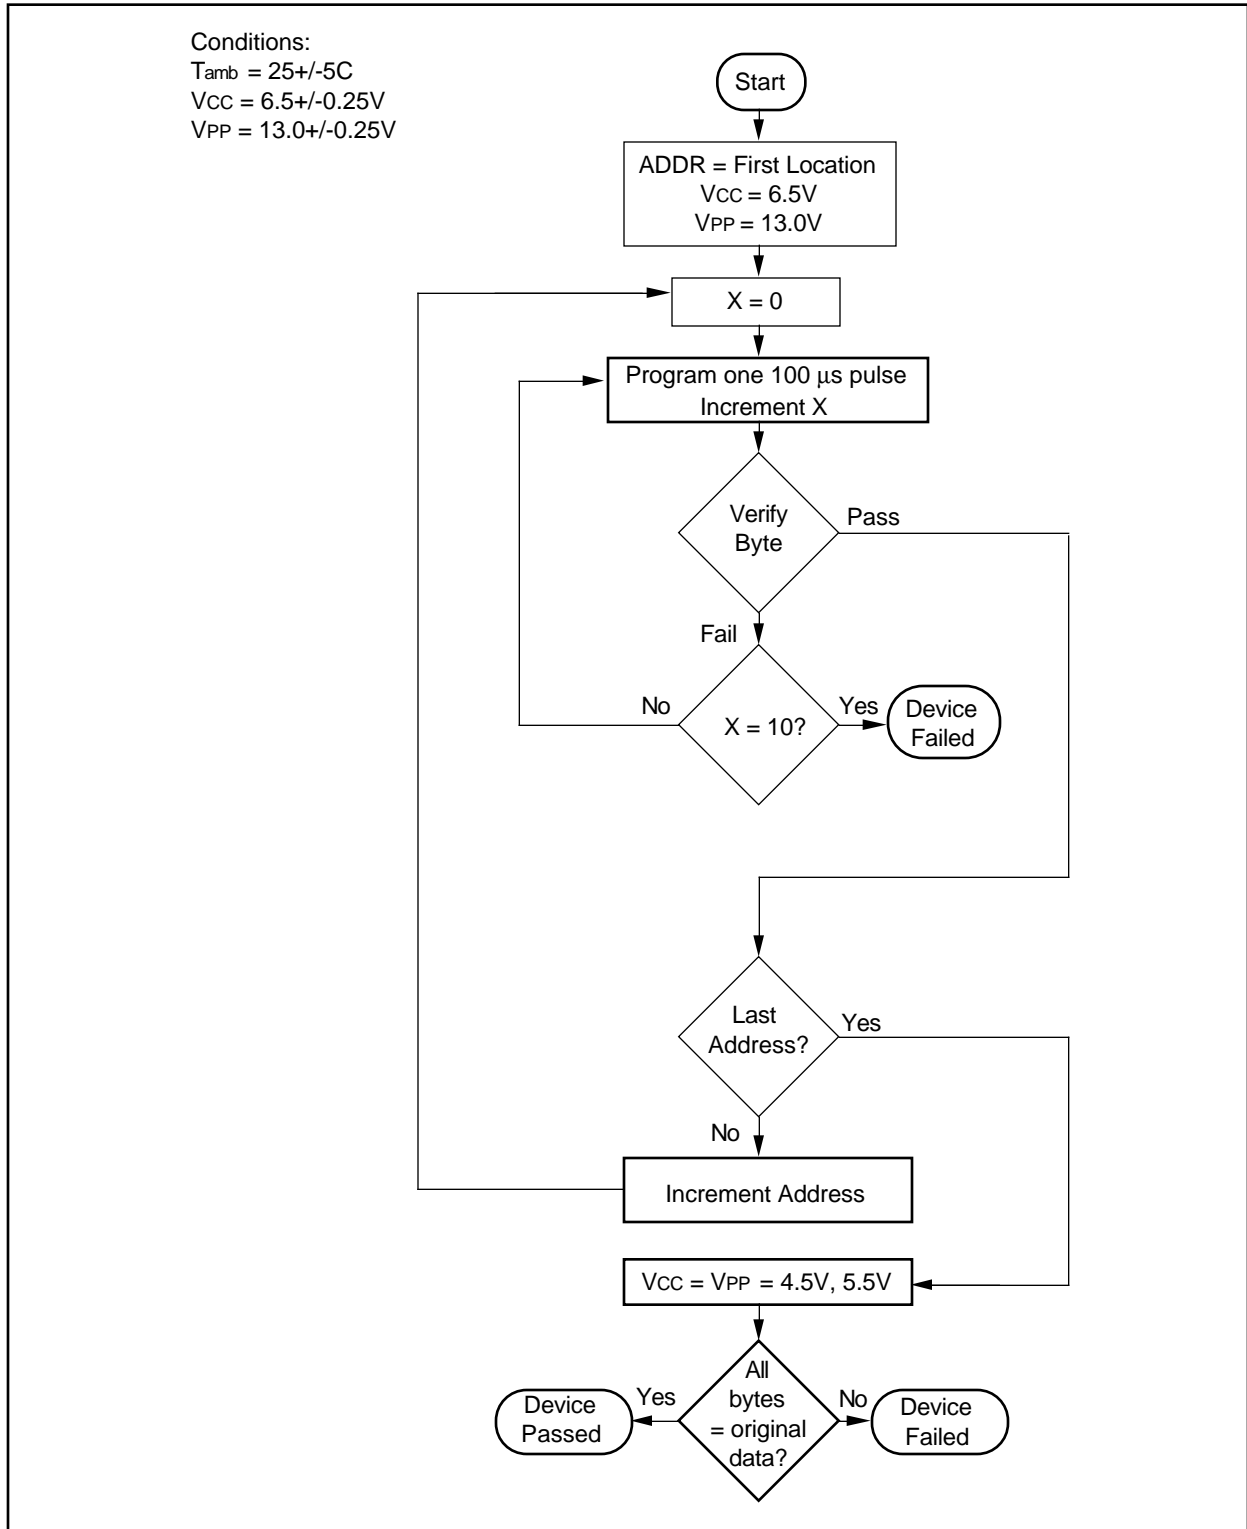 Conditions:
Tamb = 25+/-5C
VCC = 6.5+/-0.25V
VPP = 13.0+/-0.25V
Start
ADDR = First Location
VCC = 6.5V
VPP = 13.0V
X = 0
Program one 100 μs pulse
Increment X
Verify
Byte
Pass
Fail
No
X = 10?
Yes
Device
Failed
Last
Address?
Yes
No
Increment Address
VCC = VPP = 4.5V, 5.5V
Device
Passed
Yes
All
bytes
= original
data?
No
Device
Failed